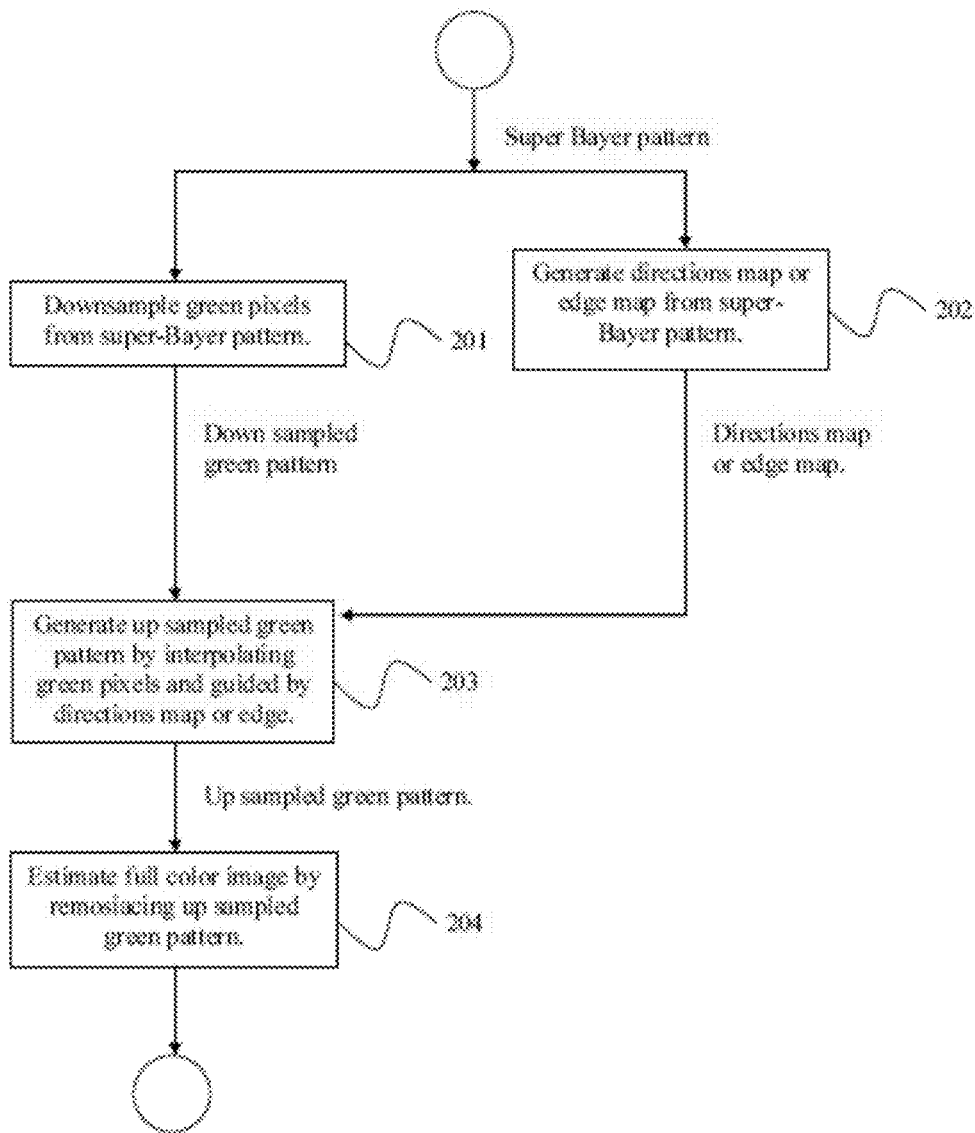 Super Bayer pattern
Downsample green pixels
from super-Bayer pattern.
201
Generate directions map or
edge map from super-
Bayer pattern.
202
Down sampled
green pattern
Directions map
or edge map.
Generate up sampled green
pattern by interpolating
green pixels and guided by
directions map or edge.
203
Up sampled green pattern.
Estimate full color image by
remosiacing up sampled
green pattern.
204